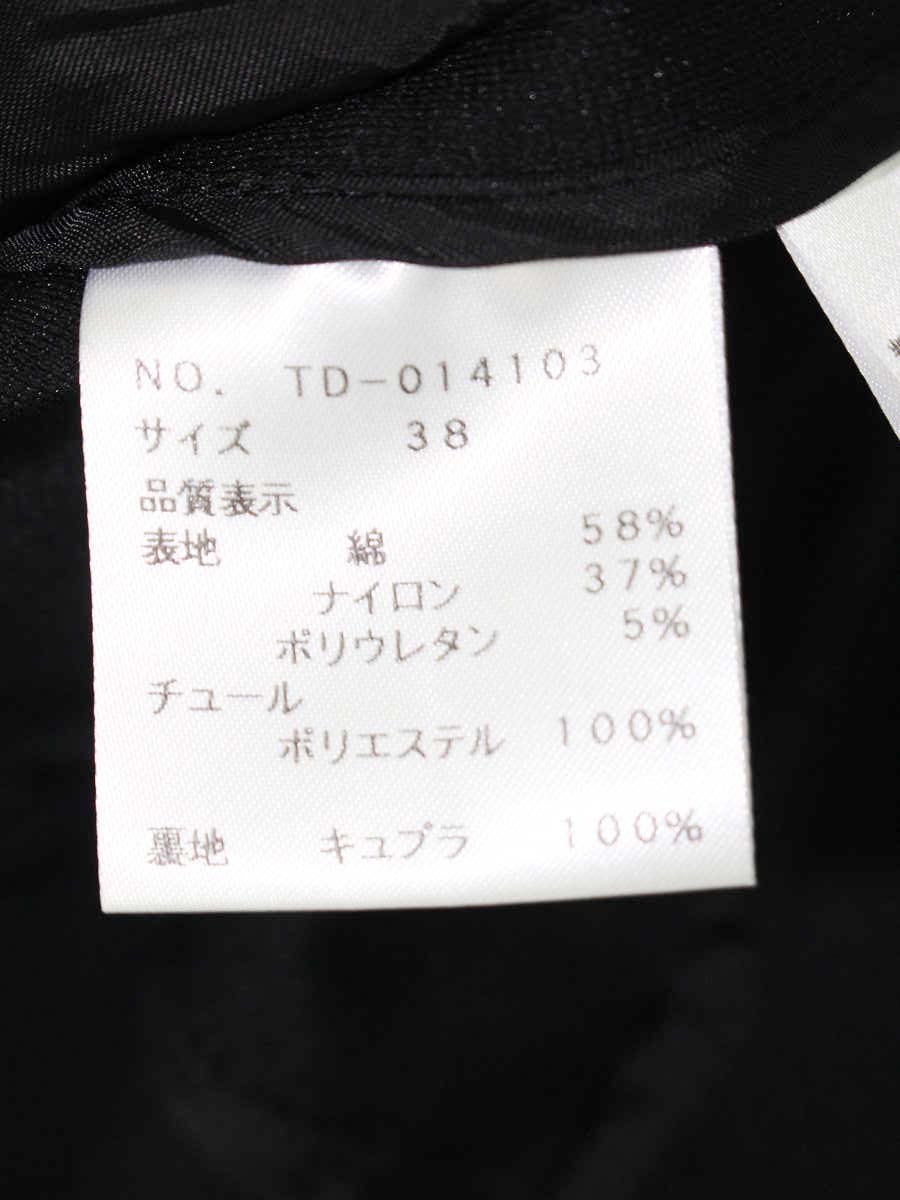 NO. TD-014103
サイズ 38
品質表示
表地 綿 58%
ナイロン 37%
ポリウレタン 5%
チュール
ポリエステル 100%
裏地 キュプラ 100%